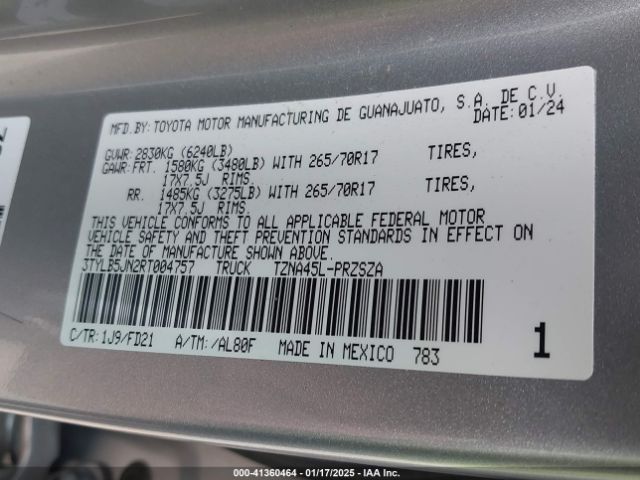 MFD.BY:TOYOTA MOTOR MANUFACTURING DE GUANAJUATO, S.A. DE C.V.
DATE:01/24
GVWR:2830KG (6240LB)
GAWR:FRT. 1580KG (3480LB) WITH 265/70R17 TIRES,
17X7.5J RIMS.
RR. 1485KG (3275LB) WITH 265/70R17 TIRES,
17X7.5J RIMS.
THIS VEHICLE CONFORMS TO ALL APPLICABLE FEDERAL MOTOR
VEHICLE SAFETY AND THEFT PREVENTION STANDARDS IN EFFECT ON
THE DATE OF MANUFACTURE SHOWN ABOVE.
3TYLB5JN2RT004757 TRUCK TZNA45L-PRZSZA
C/TR:1J9/FD21 A/TM:/AL80F MADE IN MEXICO 783 1
000-41360464 - 01/17/2025 - IAA Inc.